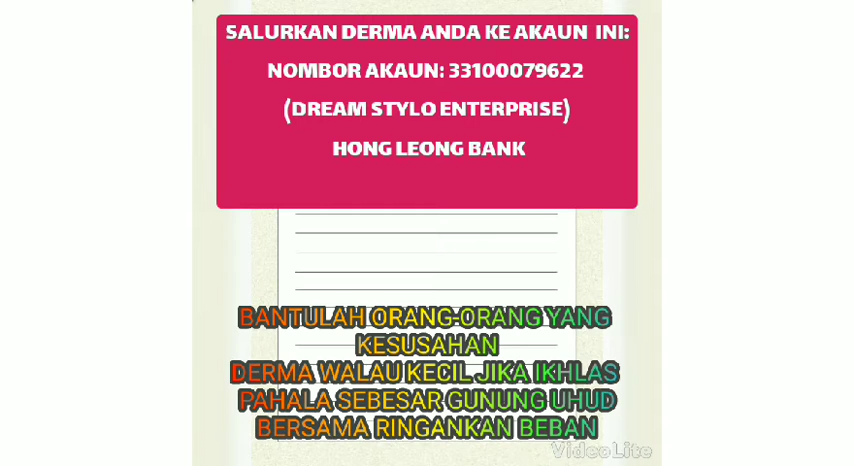 SALURKAN DERMA ANDA KE AKAUN INI:
NOMBOR AKAUN: 33100079622
(DREAM STYLO ENTERPRISE)
HONG LEONG BANK
BANTULAH ORANG-ORANG YANG
KESUSAHAN
DERMA WALAU KECIL JIKA IKHLAS
PAHALA SEBESAR GUNUNG UHUD
BERSAMA RINGANKAN BEBAN
VideoLite